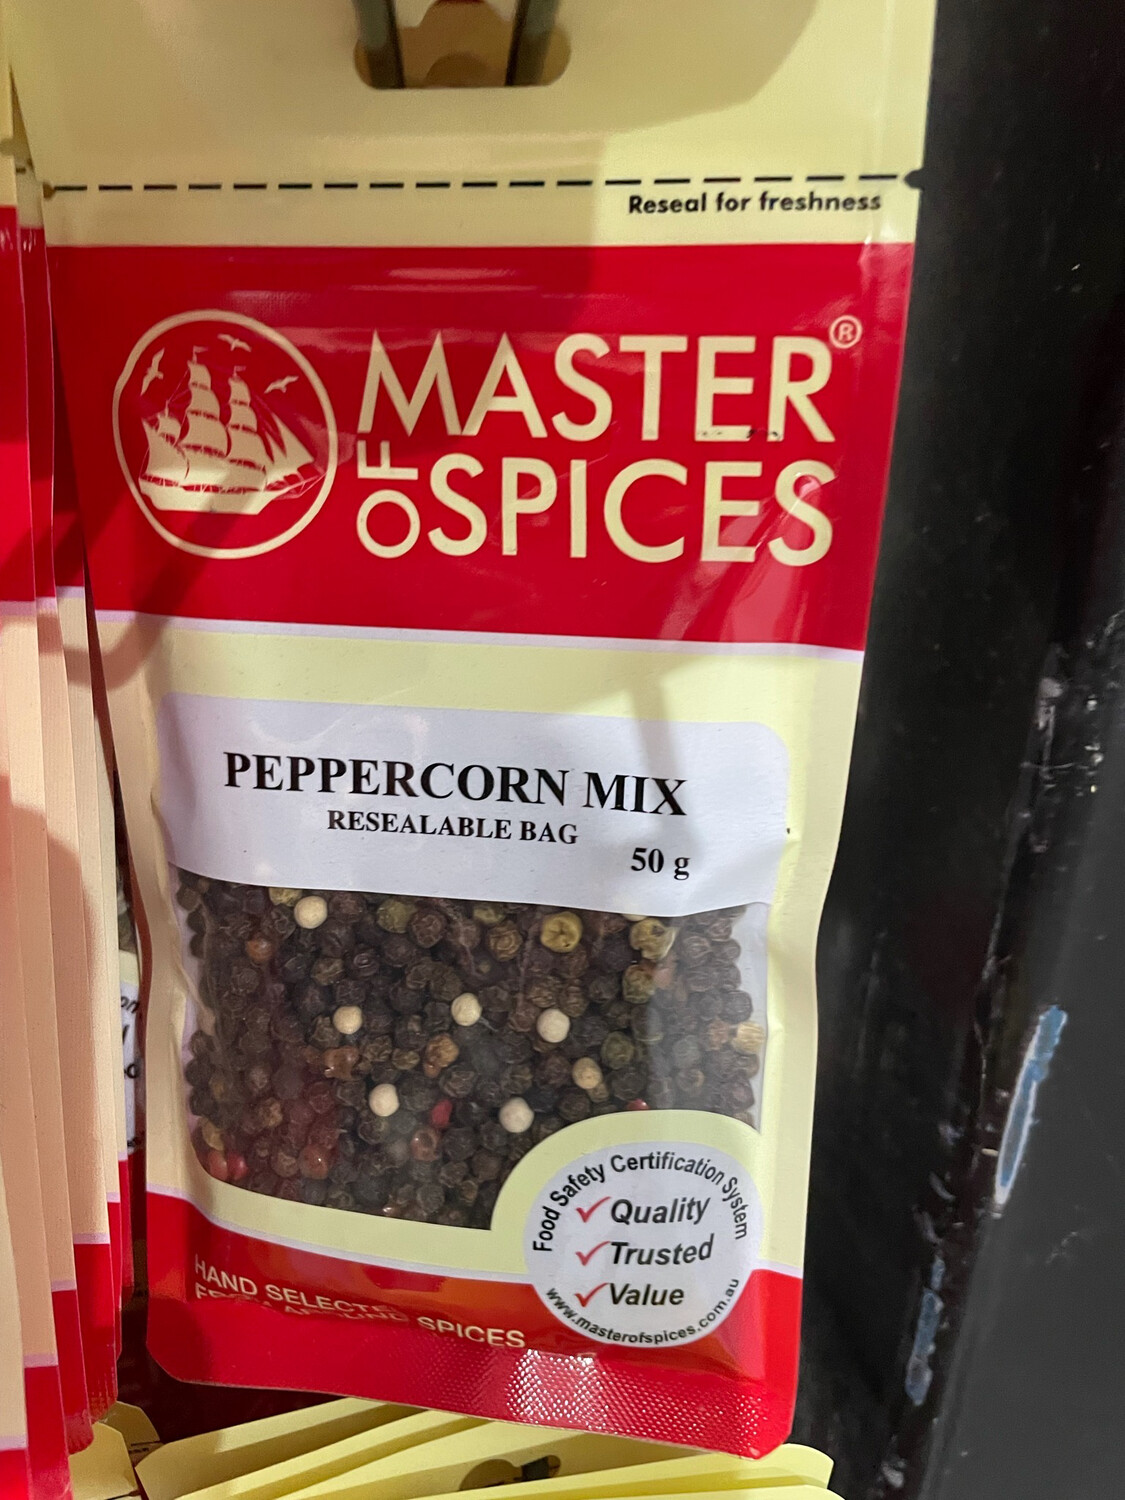 Reseal for freshness
MASTER®
OF SPICES
PEPPERCORN MIX
RESEALABLE BAG
50 g
Food Safety Certification System
Quality
Trusted
Value
www.masterofspices.com.au
HAND SELECTED
SPICES